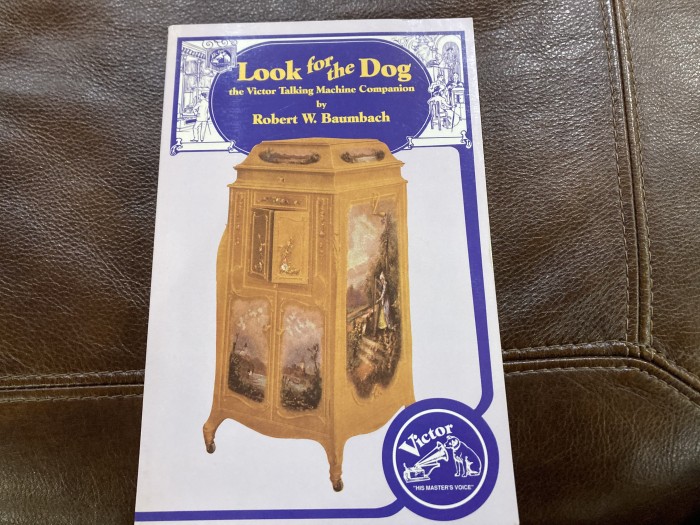 Look for the Dog
the Victor Talking Machine Companion
by
Robert W. Baumbach
Victor
"HIS MASTER'S VOICE"